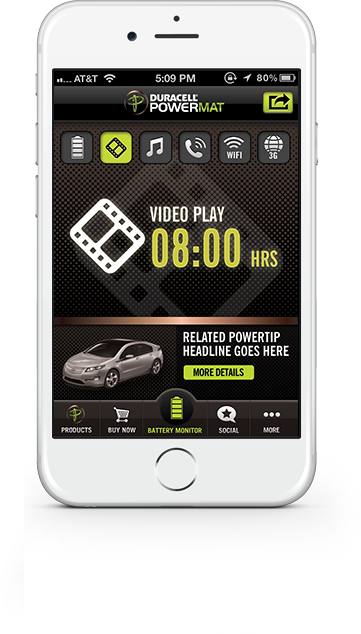 AT&T 5:09 PM 80%
DURACELL
POWERMAT
WIFI 3G
VIDEO PLAY
08:00 HRS
RELATED POWERTIP
HEADLINE GOES HERE
MORE DETAILS
PRODUCTS BUY NOW BATTERY MONITOR SOCIAL MORE